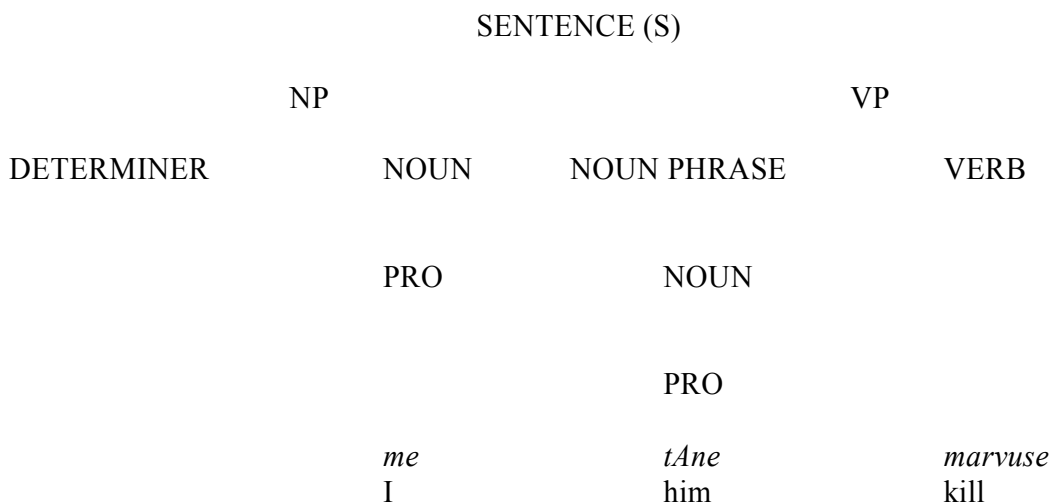 SENTENCE (S)
NP VP
DETERMINER NOUN NOUN PHRASE VERB
PRO NOUN
PRO
me tAne marvuse
I him kill